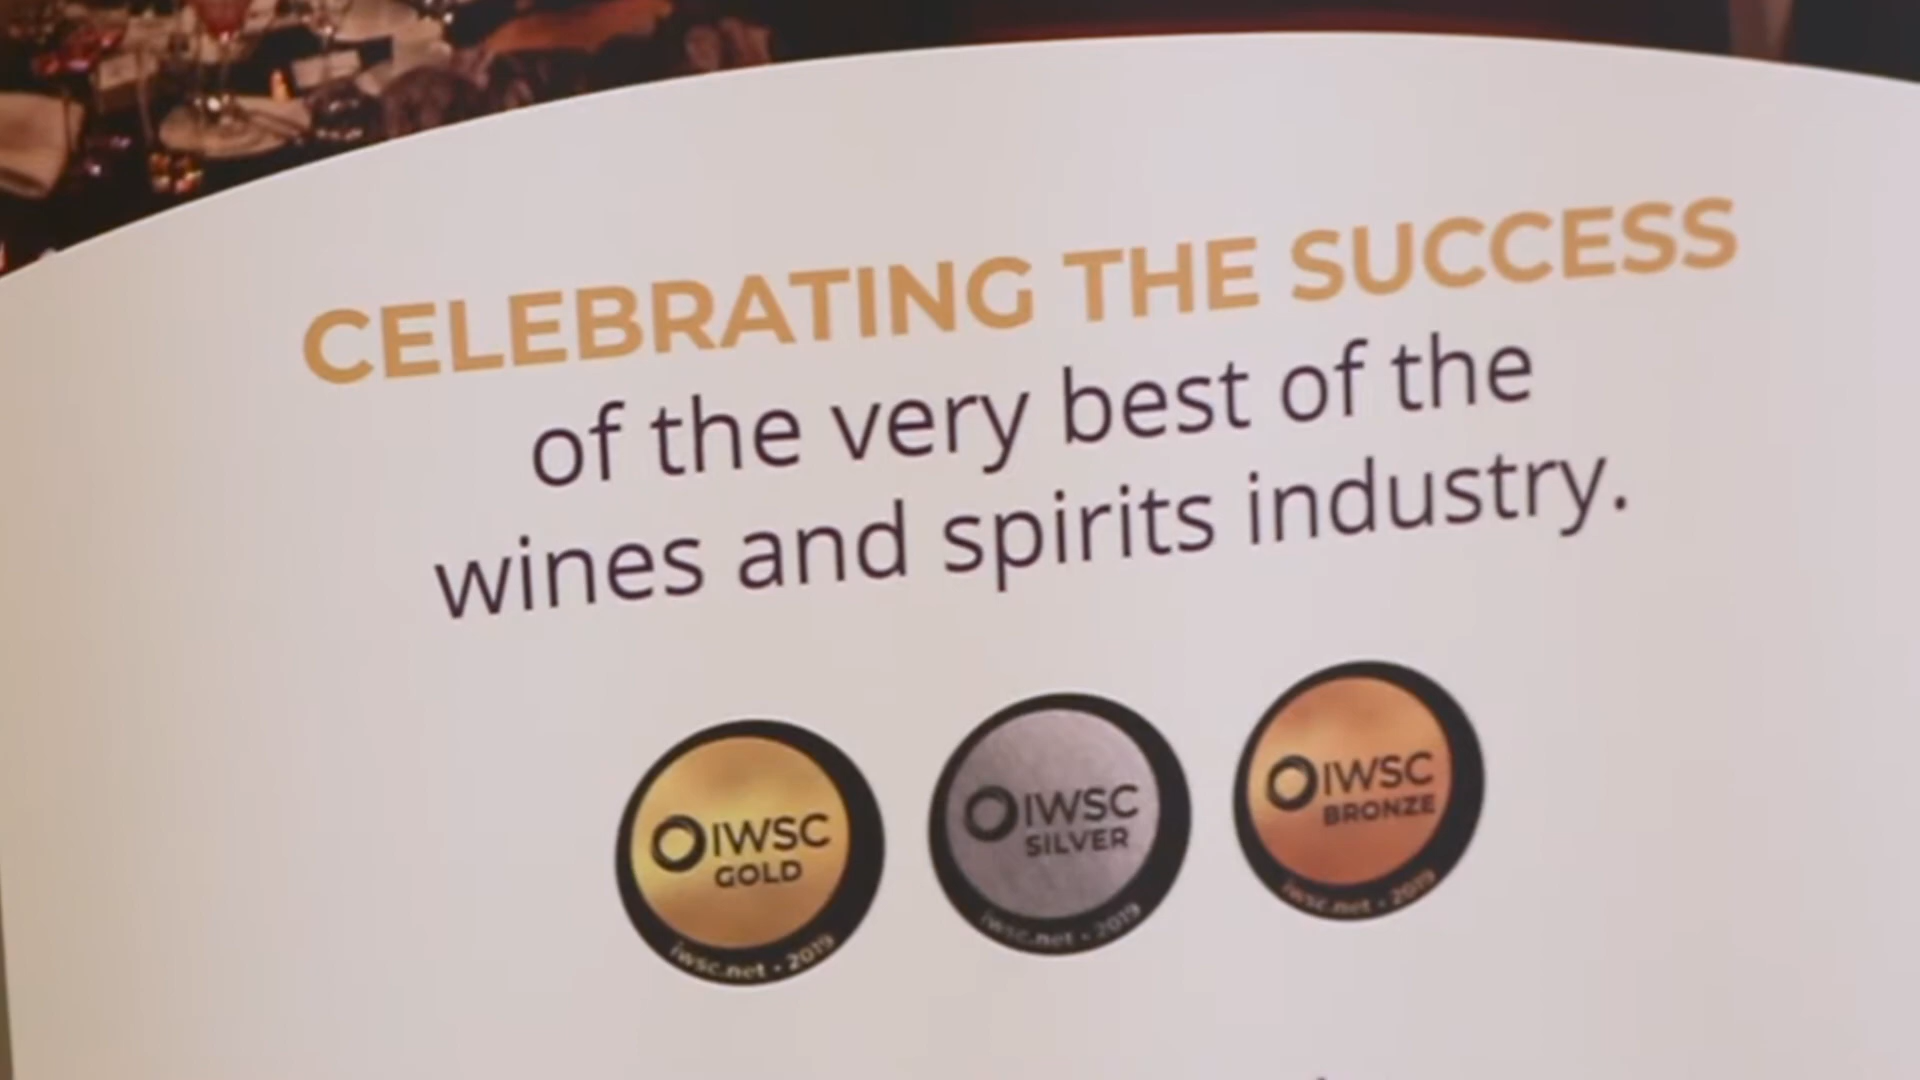 CELEBRATING THE SUCCESS
of the very best of the
wines and spirits industry.
IWSC
GOLD
iwsc.net • 2019
IWSC
SILVER
iwsc.net • 2019
IWSC
BRONZE
iwsc.net • 2019